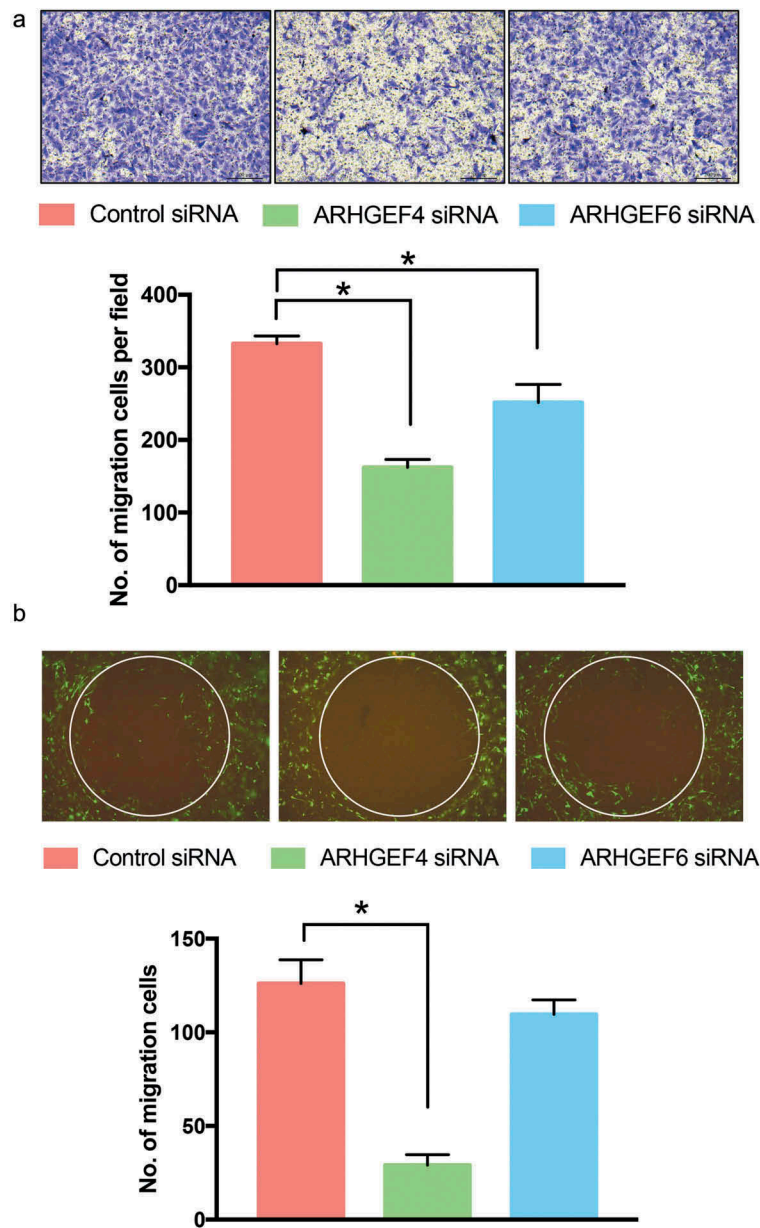 a
Control siRNA ARHGEF4 siRNA ARHGEF6 siRNA
No. of migration cells per field
*
*
400
300
200
100
0
b
Control siRNA ARHGEF4 siRNA ARHGEF6 siRNA
No. of migration cells
*
150
100
50
0